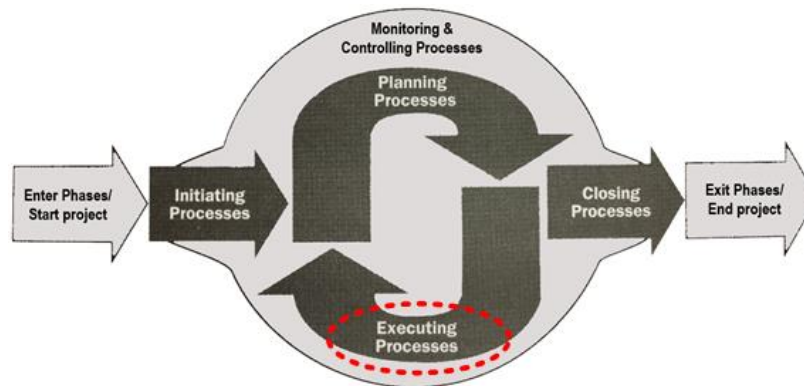 Monitoring &
Controlling Processes
Planning
Processes
Enter Phases/
Start project
Initiating
Processes
Closing
Processes
Exit Phases/
End project
Executing
Processes